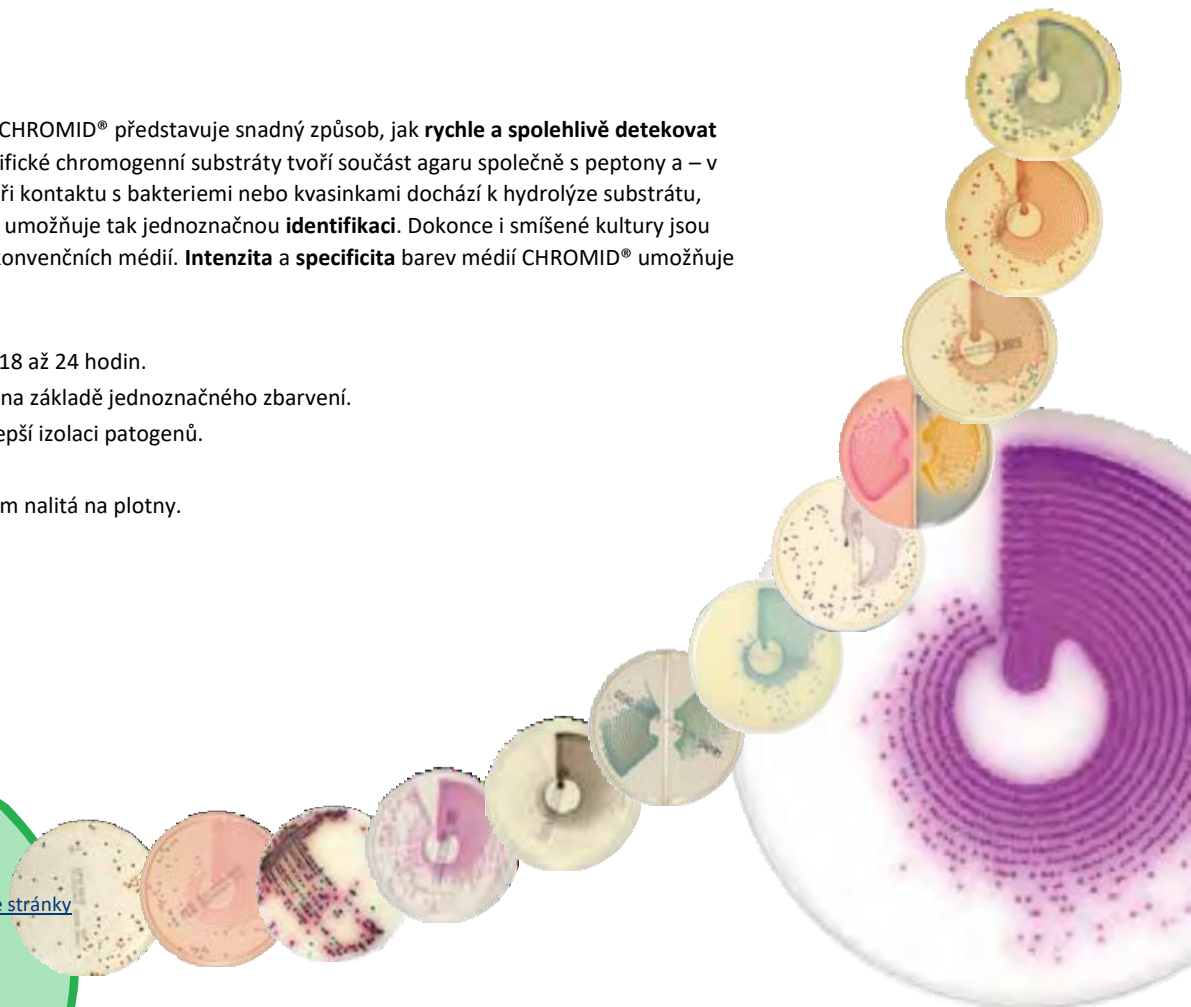 CHROMID® představuje snadný způsob, jak rychle a spolehlivě detekovat
ifické chromogenní substráty tvoří součást agaru společně s peptony a – v
ři kontaktu s bakteriemi nebo kvasinkami dochází k hydrolýze substrátu,
umožňuje tak jednoznačnou identifikaci. Dokonce i smíšené kultury jsou
konvenčních médií. Intenzita a specificita barev médií CHROMID® umožňuje
18 až 24 hodin.
na základě jednoznačného zbarvení.
epší izolaci patogenů.
m nalitá na plotny.
e stránky